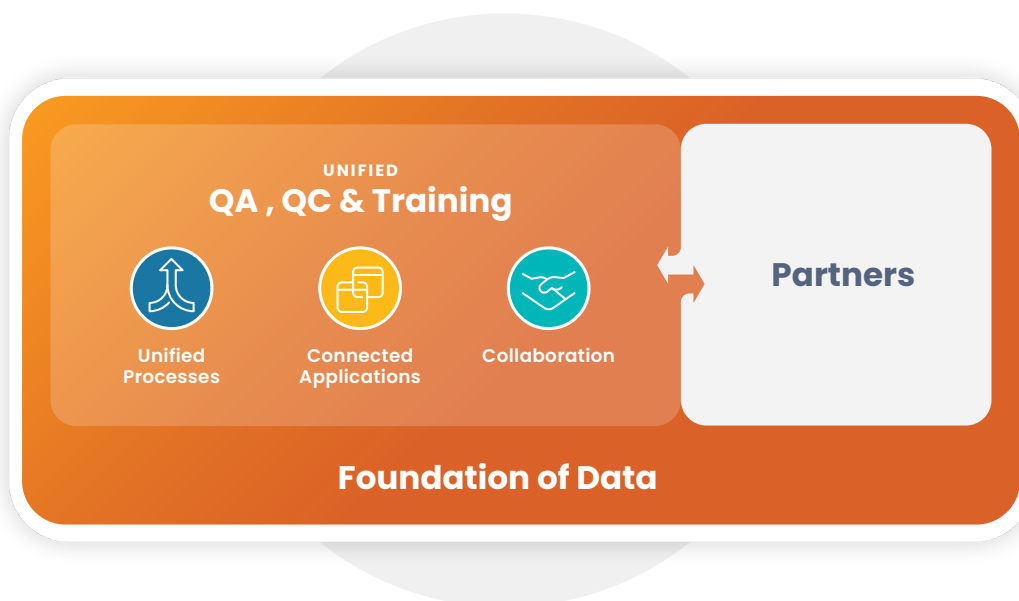 UNIFIED
QA , QC & Training
Unified
Processes
Connected
Applications
Collaboration
Partners
Foundation of Data